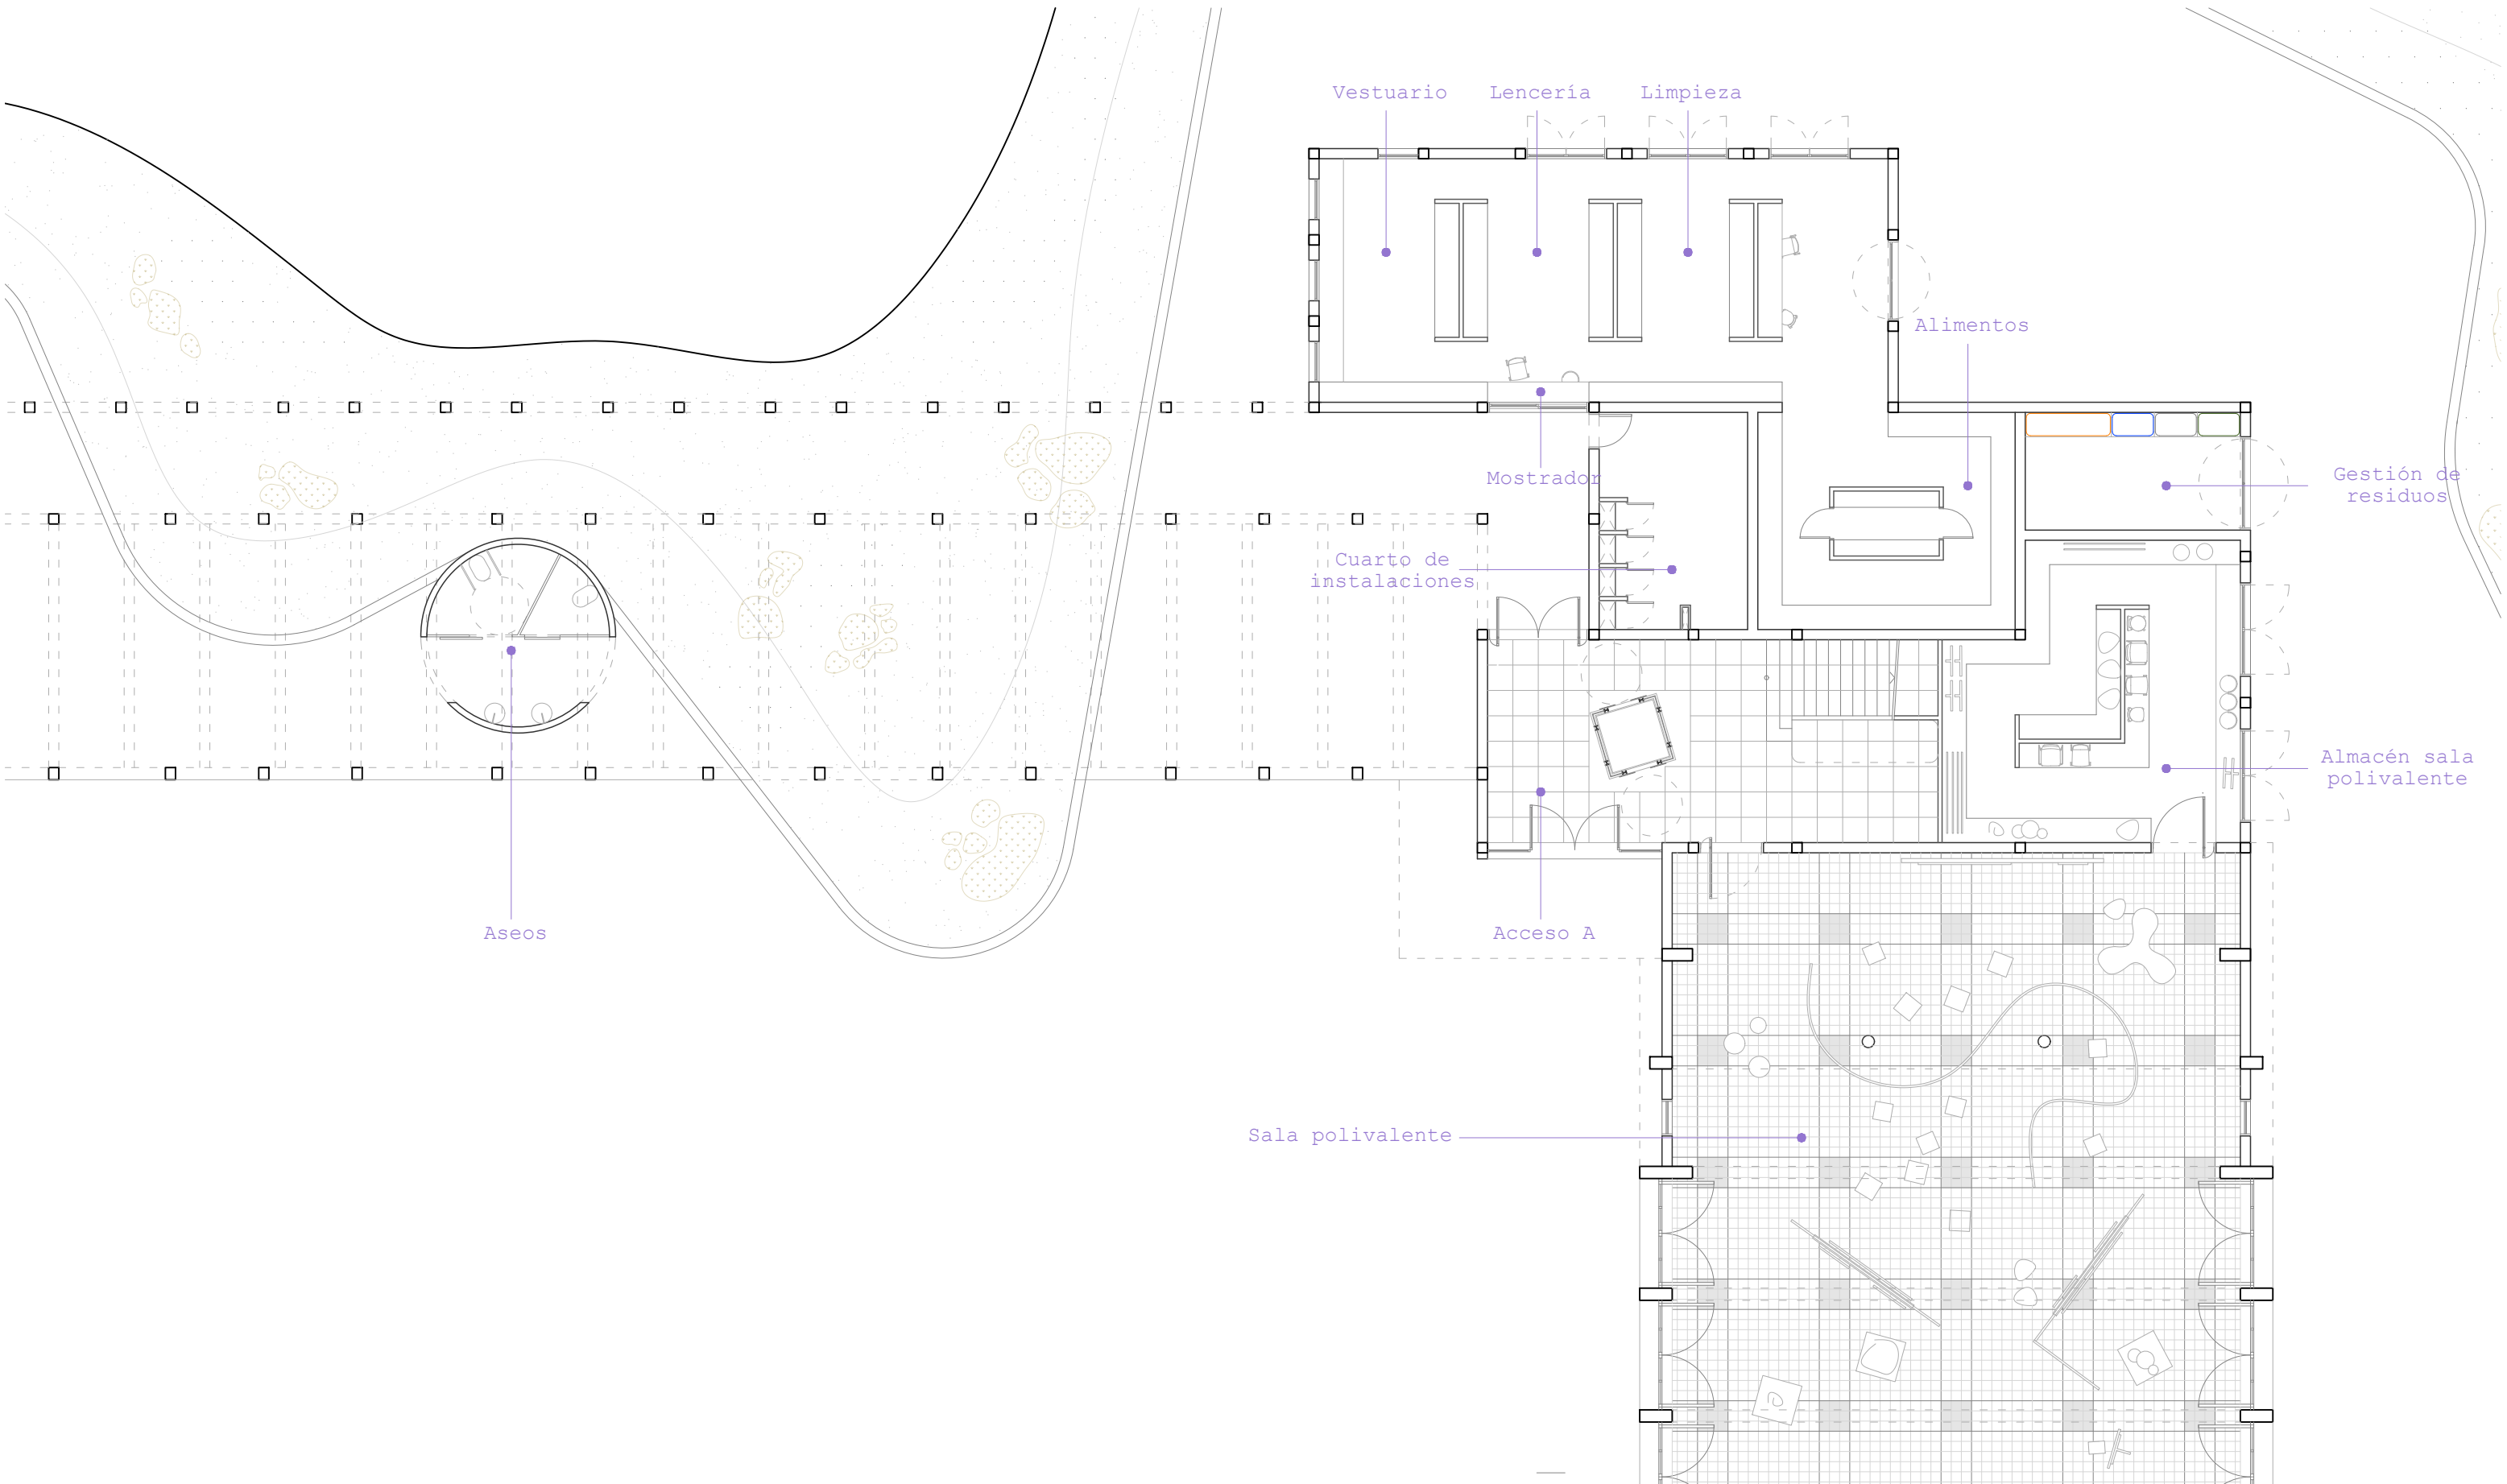 Vestuario
Lencería
Limpieza
Alimentos
Mostrador
Gestión de
residuos
Cuarto de
instalaciones
Almacén sala
polivalente
Aseos
Acceso A
Sala polivalente